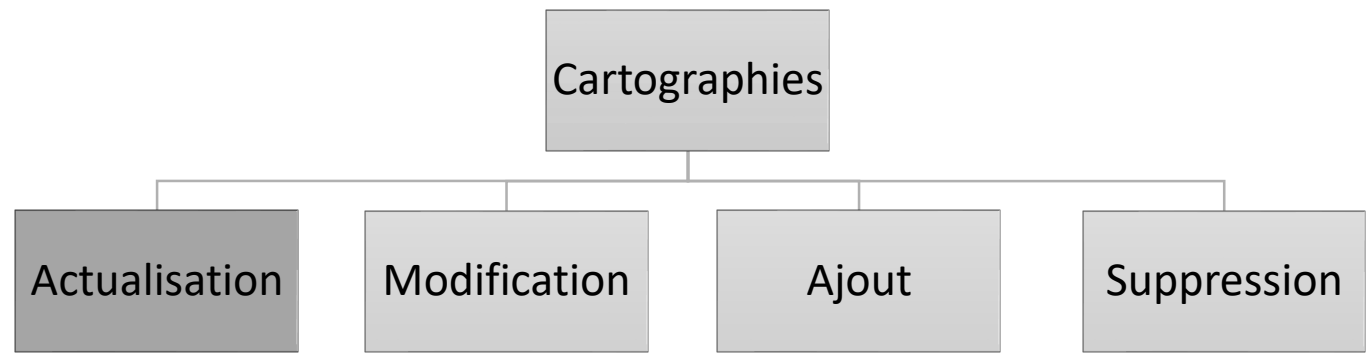 Cartographies
Actualisation
Modification
Ajout
Suppression